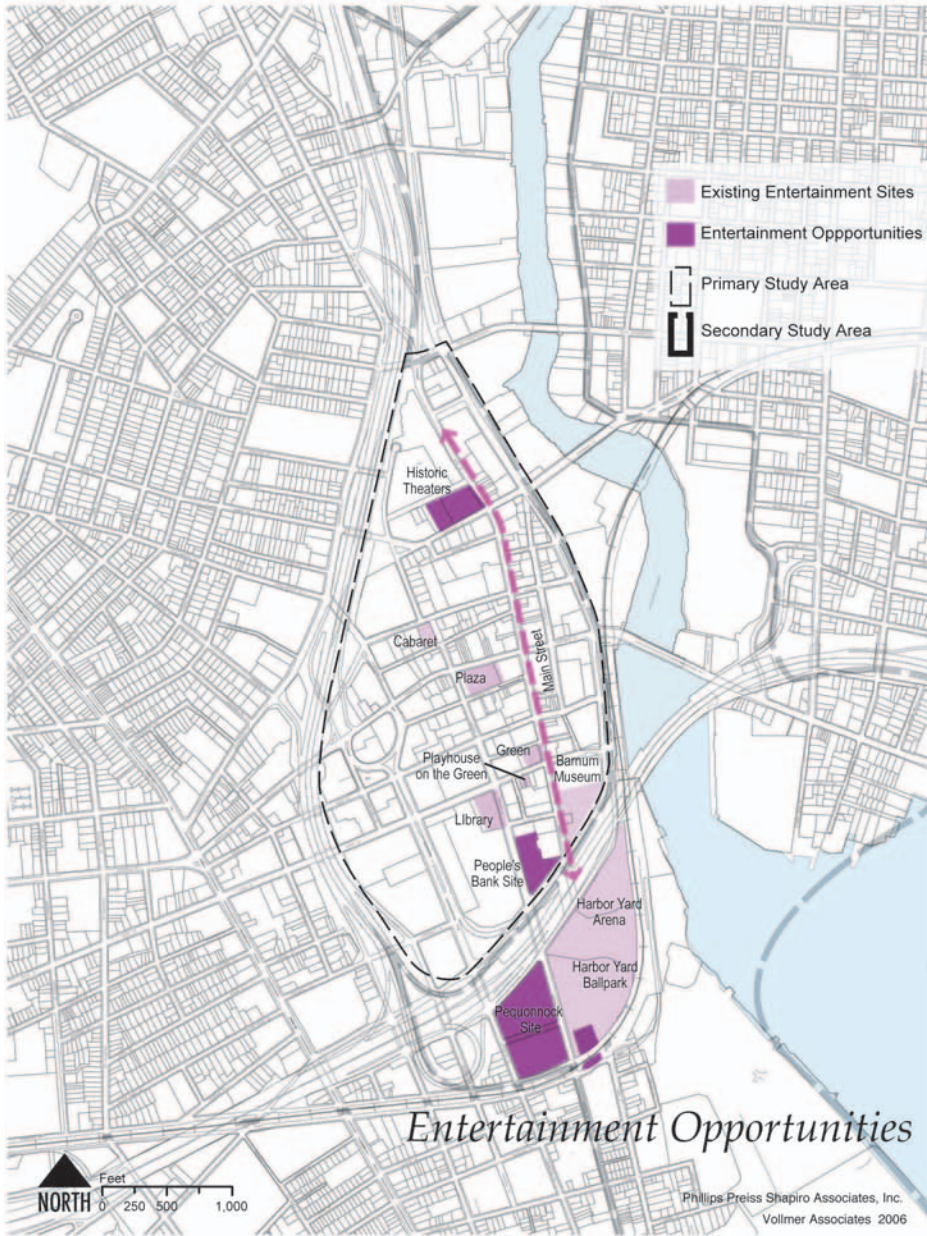 Existing Entertainment Sites
Entertainment Oppportunities
Primary Study Area
Secondary Study Area
Historic
Theaters
Cabaret
Main Street
Plaza
Green
Playhouse
on the Green
Barnum
Museum
LIbrary
People's
Bank Site
Harbor Yard
Arena
Harbor Yard
Ballpark
Pequonnock
Site
Entertainment Opportunities
NORTH
Feet
0 250 500 1,000
Phillips Preiss Shapiro Associates, Inc.
Vollmer Associates 2006